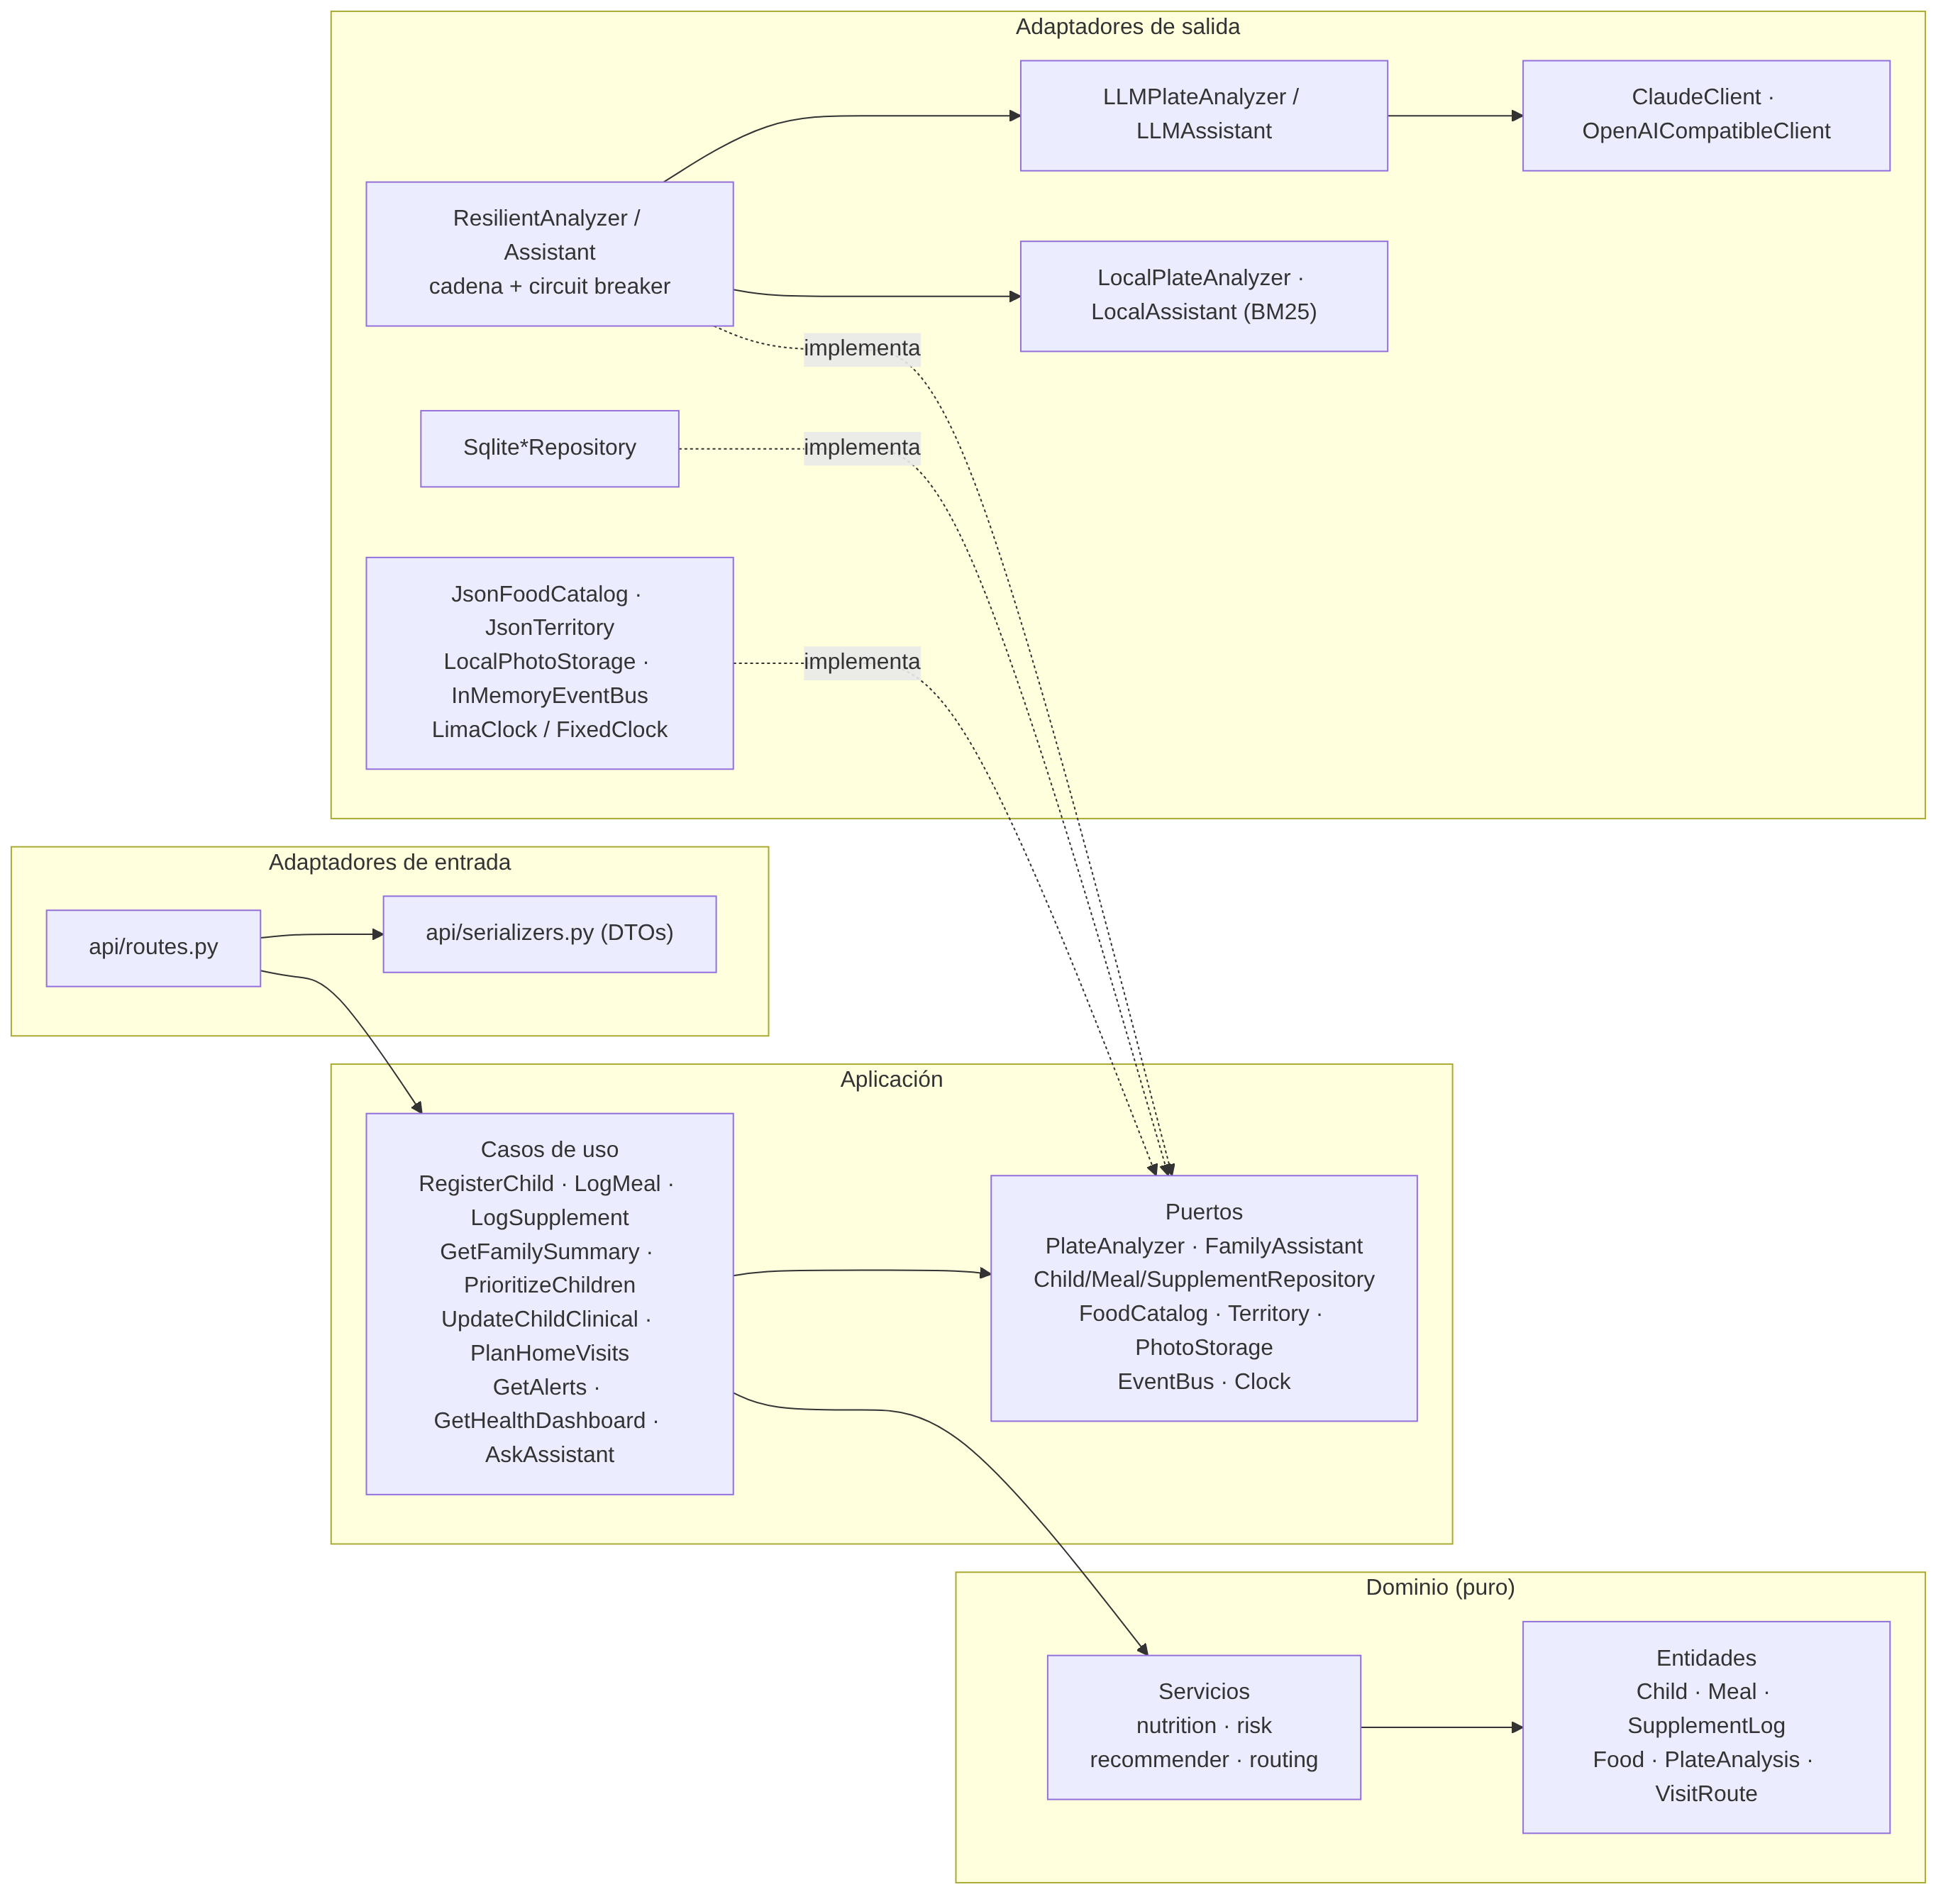 Adaptadores de salida
LLMPlateAnalyzer /
LLMAssistant
ClaudeClient ·
OpenAICompatibleClient
ResilientAnalyzer /
Assistant
cadena + circuit breaker
LocalPlateAnalyzer ·
LocalAssistant (BM25)
implementa
Sqlite*Repository
implementa
JsonFoodCatalog ·
JsonTerritory
LocalPhotoStorage ·
InMemoryEventBus
LimaClock / FixedClock
implementa
Adaptadores de entrada
api/routes.py
api/serializers.py (DTOs)
Aplicación
Casos de uso
RegisterChild · LogMeal ·
LogSupplement
GetFamilySummary ·
PrioritizeChildren
UpdateChildClinical ·
PlanHomeVisits
GetAlerts ·
GetHealthDashboard ·
AskAssistant
Puertos
PlateAnalyzer · FamilyAssistant
Child/Meal/SupplementRepository
FoodCatalog · Territory ·
PhotoStorage
EventBus · Clock
Dominio (puro)
Servicios
nutrition · risk
recommender · routing
Entidades
Child · Meal ·
SupplementLog
Food · PlateAnalysis ·
VisitRoute